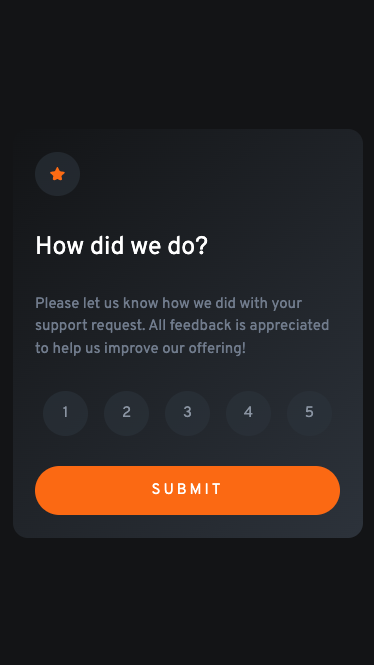 How did we do?
Please let us know how we did with your
support request. All feedback is appreciated
to help us improve our offering!
1 2 3 4 5
SUBMIT